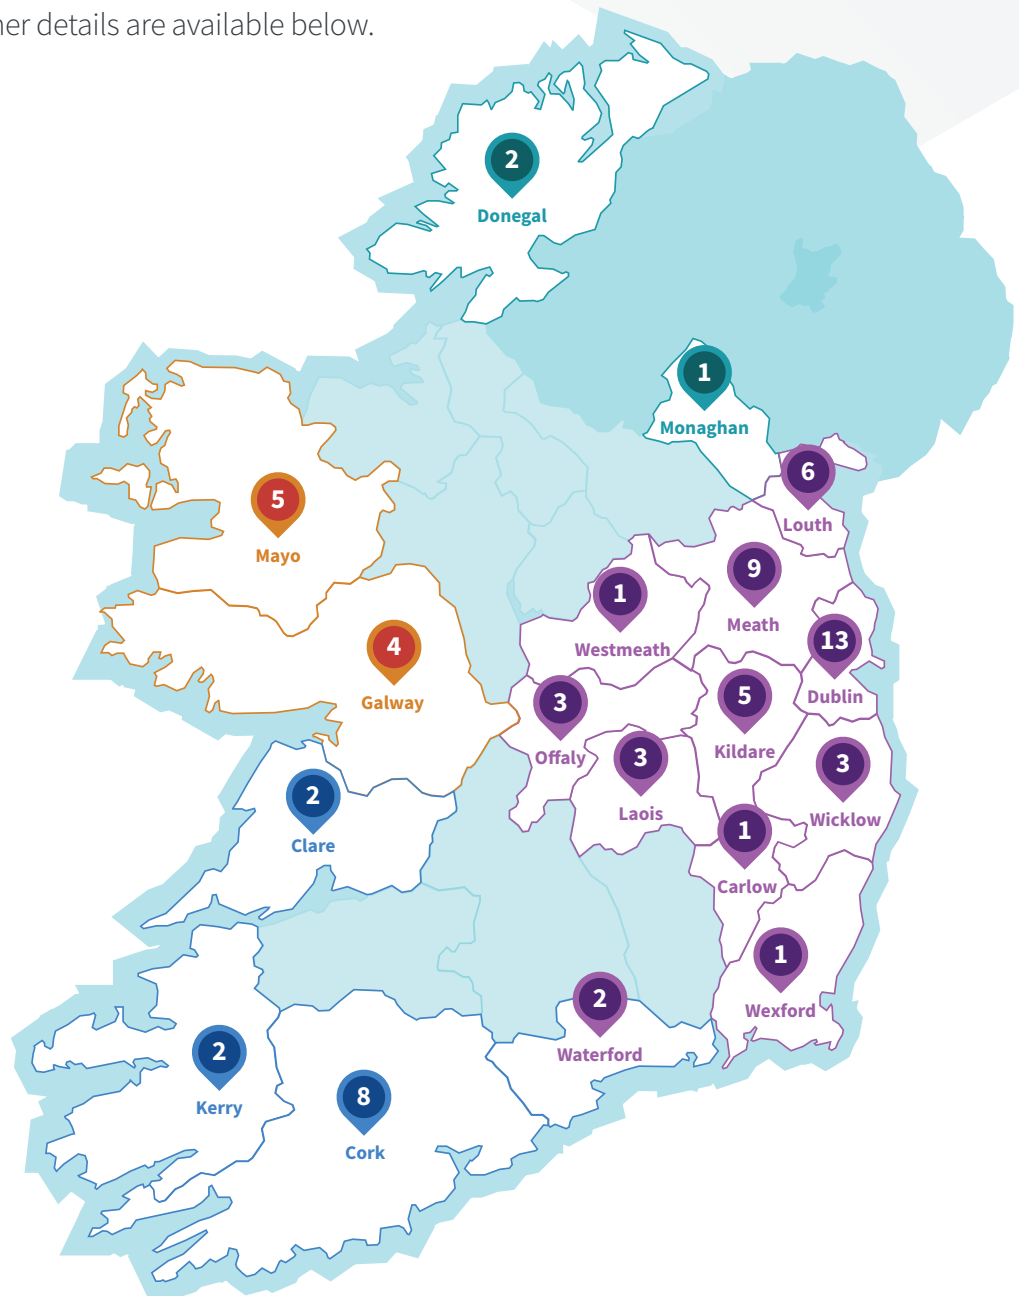 ner details are available below.
2
Donegal
1
Monaghan
6
Louth
5
Mayo
9
Meath
1
Westmeath
13
Dublin
4
Galway
3
Offaly
5
Kildare
3
Laois
3
Wicklow
2
Clare
1
Carlow
1
Wexford
2
Waterford
2
Kerry
8
Cork